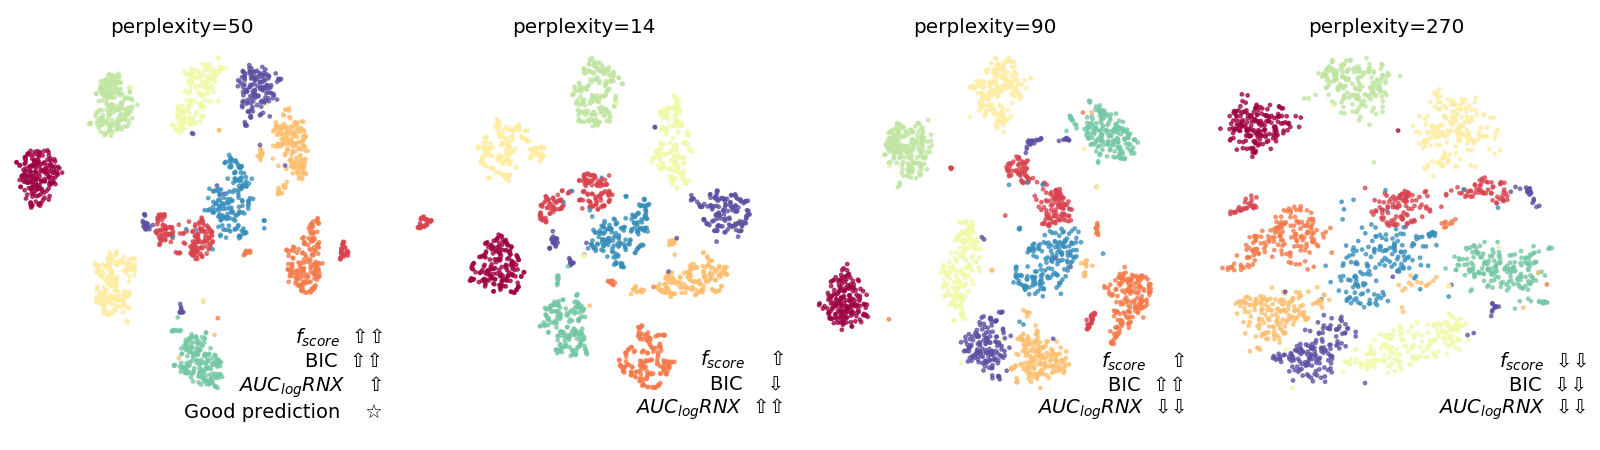 perplexity=50
f_score ⇧⇧
BIC ⇧⇧
AUC_logRNX ⇧
Good prediction ☆
perplexity=14
f_score ⇧
BIC ⇩
AUC_logRNX ⇧⇧
perplexity=90
f_score ⇧
BIC ⇧⇧
AUC_logRNX ⇩⇩
perplexity=270
f_score ⇩⇩
BIC ⇩⇩
AUC_logRNX ⇩⇩